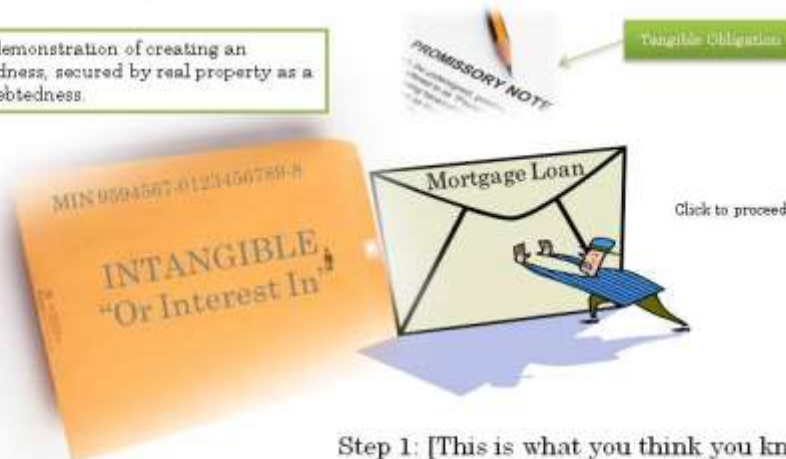 demonstration of creating an
dness, secured by real property as a
ebtedness.
PROMISSORY NOTE
Tangible Obligation
MIN 9594567-0123456789-8
INTANGIBLE
“Or Interest In”
Mortgage Loan
Click to proceed
Step 1: [This is what you think you kn